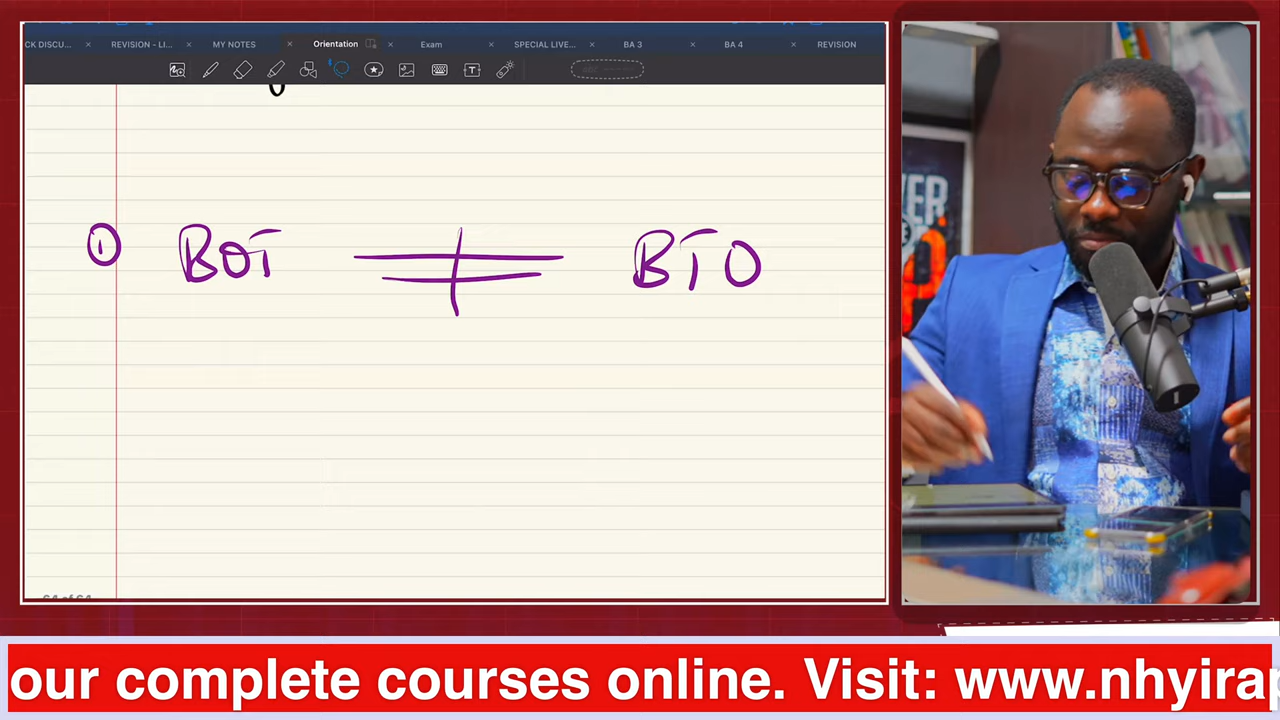 CK DISCU... REVISION - LI... MY NOTES Orientation Exam SPECIAL LIVE... BA 3 BA 4 REVISION
① BOT ≠ BTO
our complete courses online. Visit: www.nhyirap